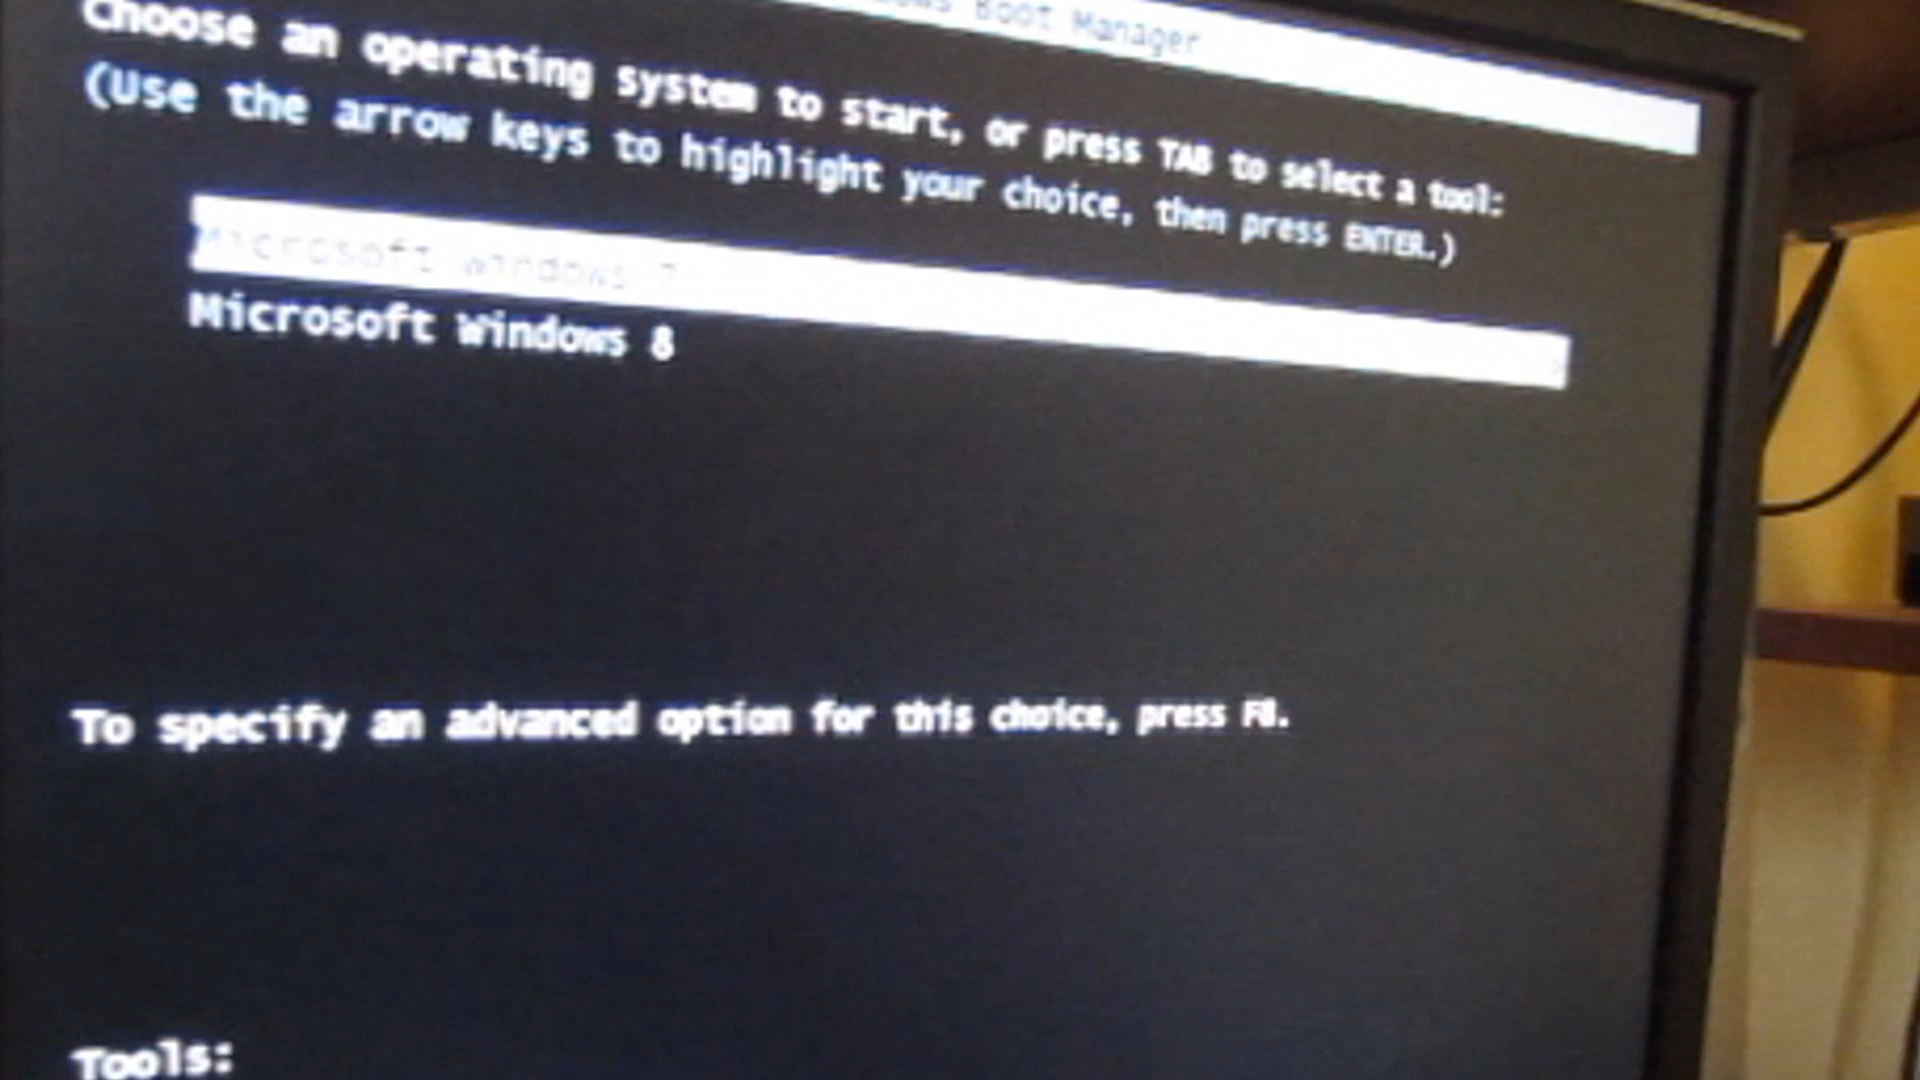 Boot Manager
Choose an operating system to start, or press TAB to select a tool:
(Use the arrow keys to highlight your choice, then press ENTER.)
Microsoft Windows 7
Microsoft Windows 8
To specify an advanced option for this choice, press F8.
Tools: